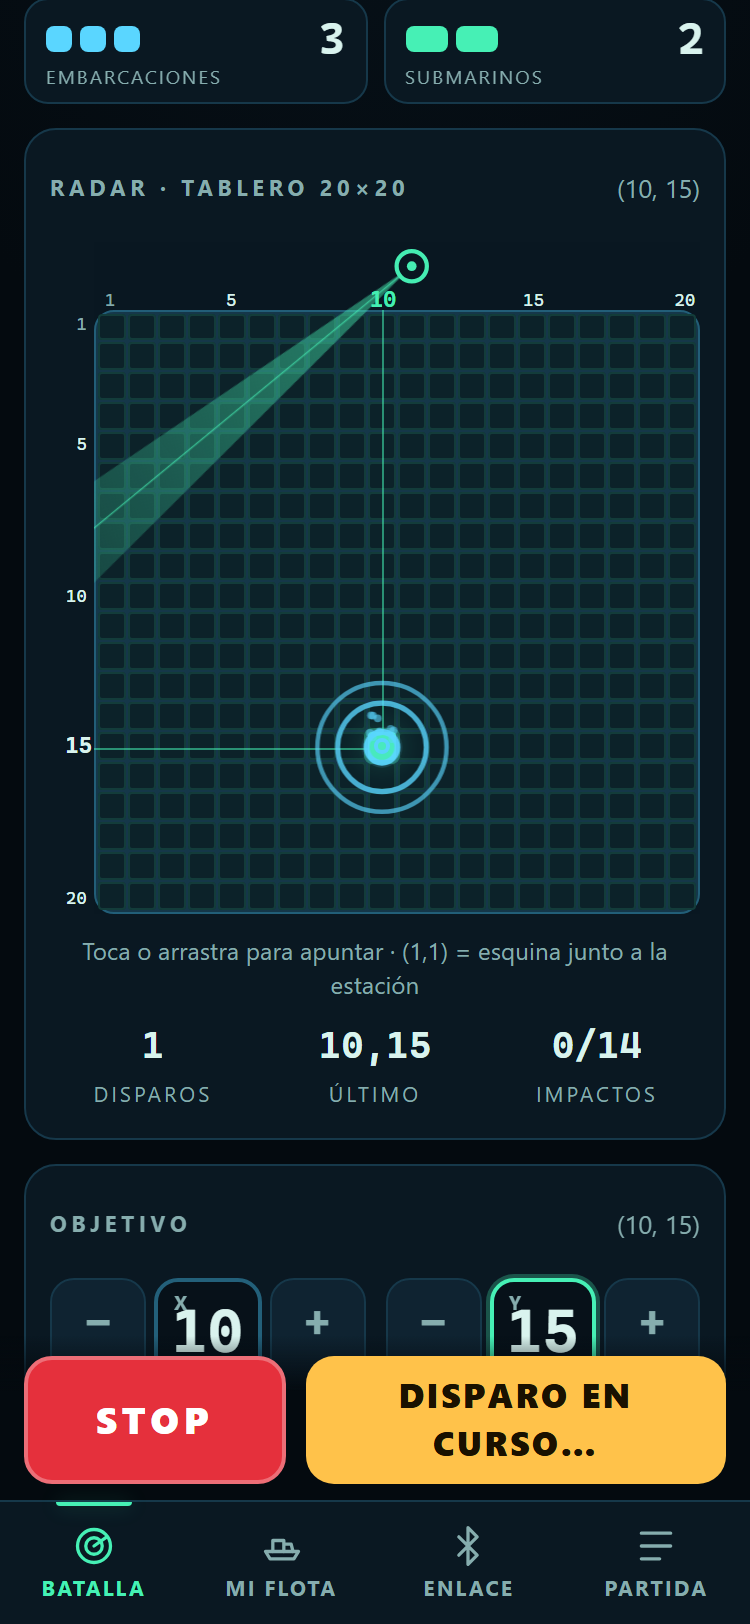 3
EMBARCACIONES
2
SUBMARINOS
RADAR · TABLERO 20×20
(10, 15)
1
5
10
15
20
1
5
10
15
20
Toca o arrastra para apuntar · (1,1) = esquina junto a la
estación
1
10,15
0/14
DISPAROS
ÚLTIMO
IMPACTOS
OBJETIVO
(10, 15)
−
X
10
+
−
Y
15
+
STOP
DISPARO EN
CURSO...
BATALLA
MI FLOTA
ENLACE
PARTIDA